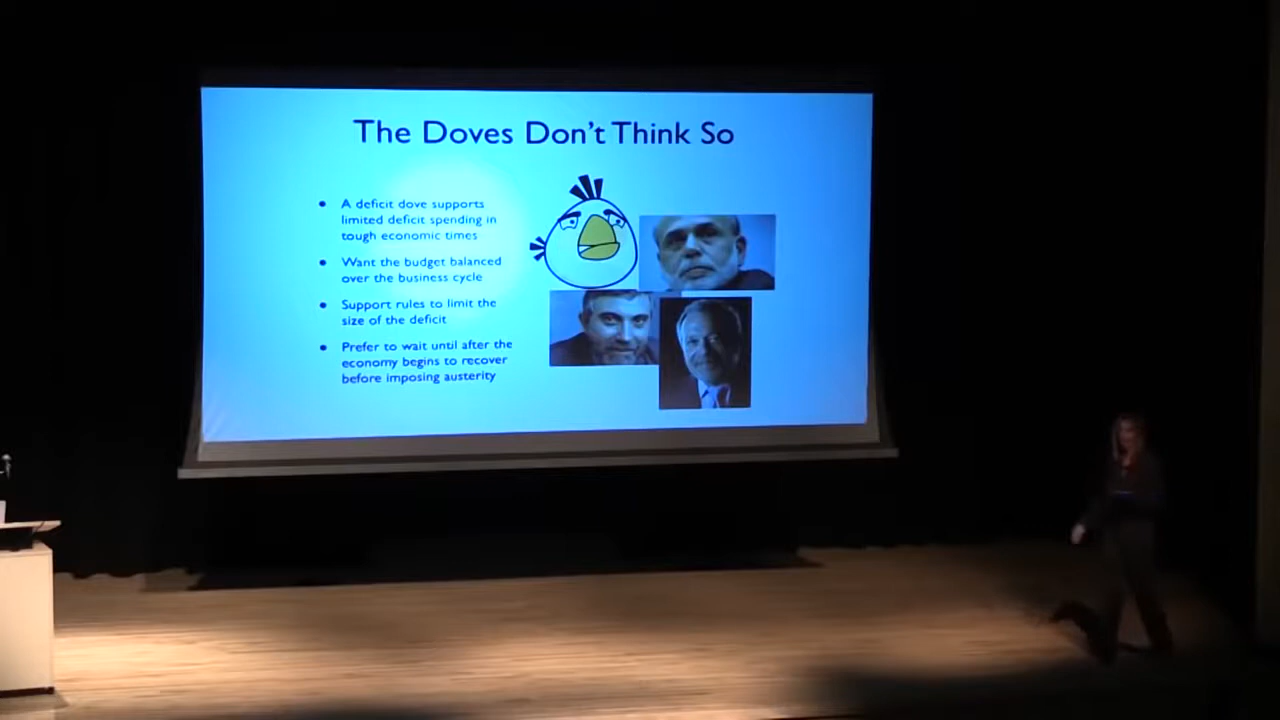 The Doves Don't Think So
• A deficit dove supports
limited deficit spending in
tough economic times
• Want the budget balanced
over the business cycle
• Support rules to limit the
size of the deficit
• Prefer to wait until after the
economy begins to recover
before imposing austerity